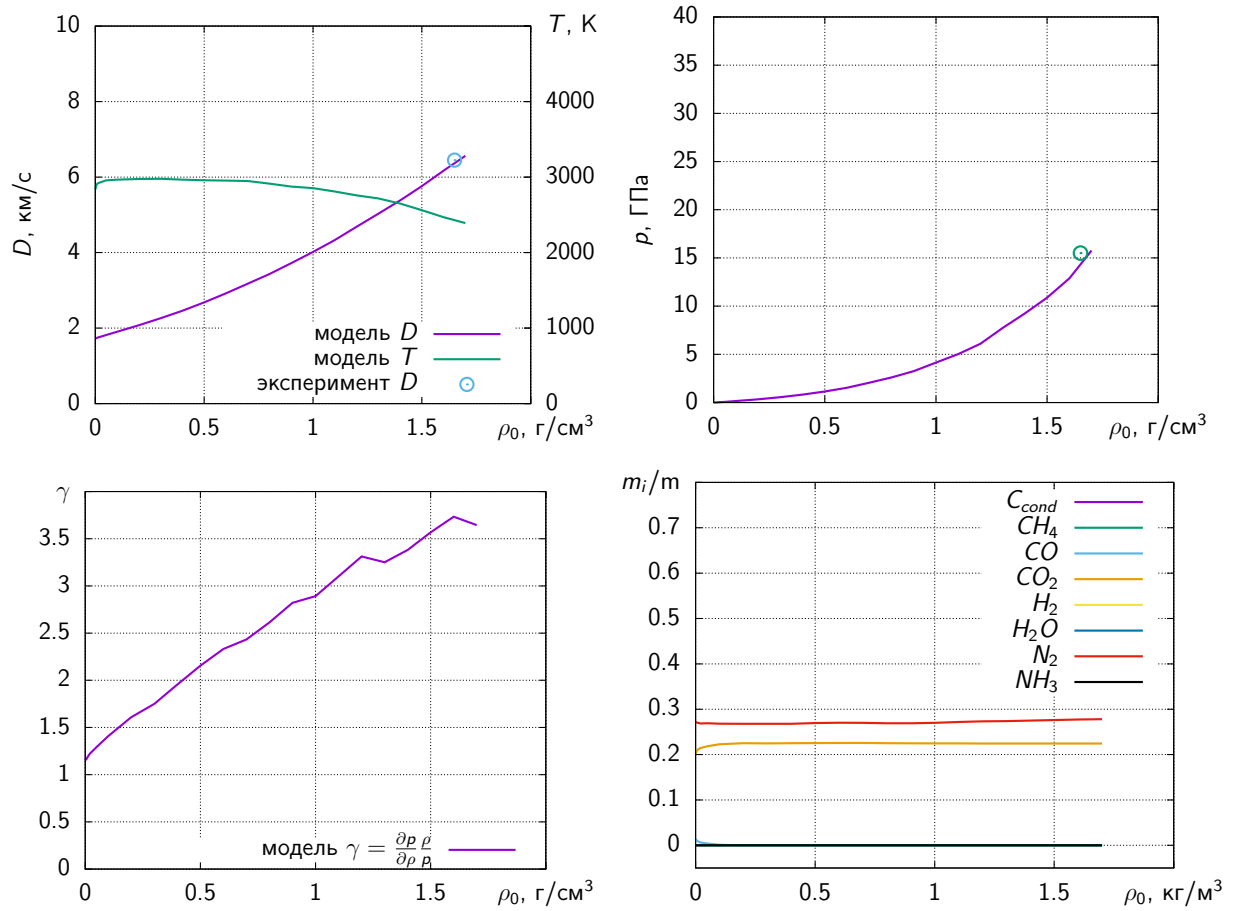 10
8
6
4
2
0
D, км/с
T, К
4000
3000
2000
1000
0
модель D
модель T
эксперимент D
0
0.5
1
1.5
ρ₀, г/см³
40
35
30
25
20
15
10
5
0
p, ГПа
0
0.5
1
1.5
ρ₀, г/см³
γ
3.5
3
2.5
2
1.5
1
0.5
0
модель γ = ∂p/∂ρ ρ/p
0
0.5
1
1.5
ρ₀, г/см³
mᵢ/m
0.7
0.6
0.5
0.4
0.3
0.2
0.1
0
C_cond
CH₄
CO
CO₂
H₂
H₂O
N₂
NH₃
0
0.5
1
1.5
ρ₀, кг/м³